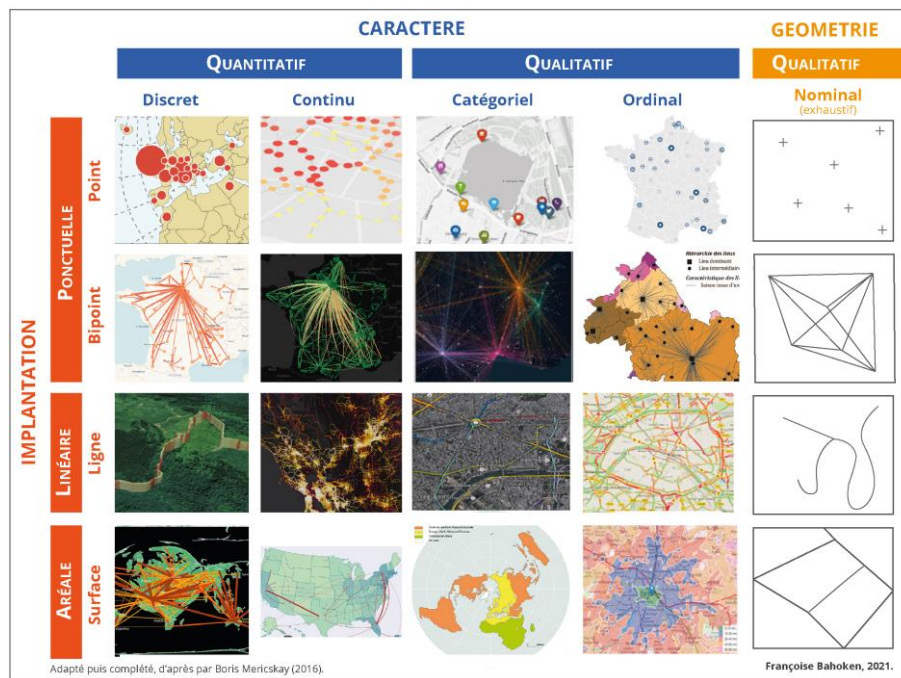 CARACTÈRE
GEOMETRIE
QUANTITATIF
QUALITATIF
QUALITATIF
Discret
Continu
Catégoriel
Ordinal
Nominal
(exhaustif)
IMPLANTATION
PONCTUELLE
Point
Bipoint
Hiérarchie des lieux
Lieu dominant
Lieu intermédiaire
LINÉAIRE
Ligne
ARÉALE
Surface
Adapté puis complété, d'après par Boris Mericskay (2016).
Françoise Bahoken, 2021.